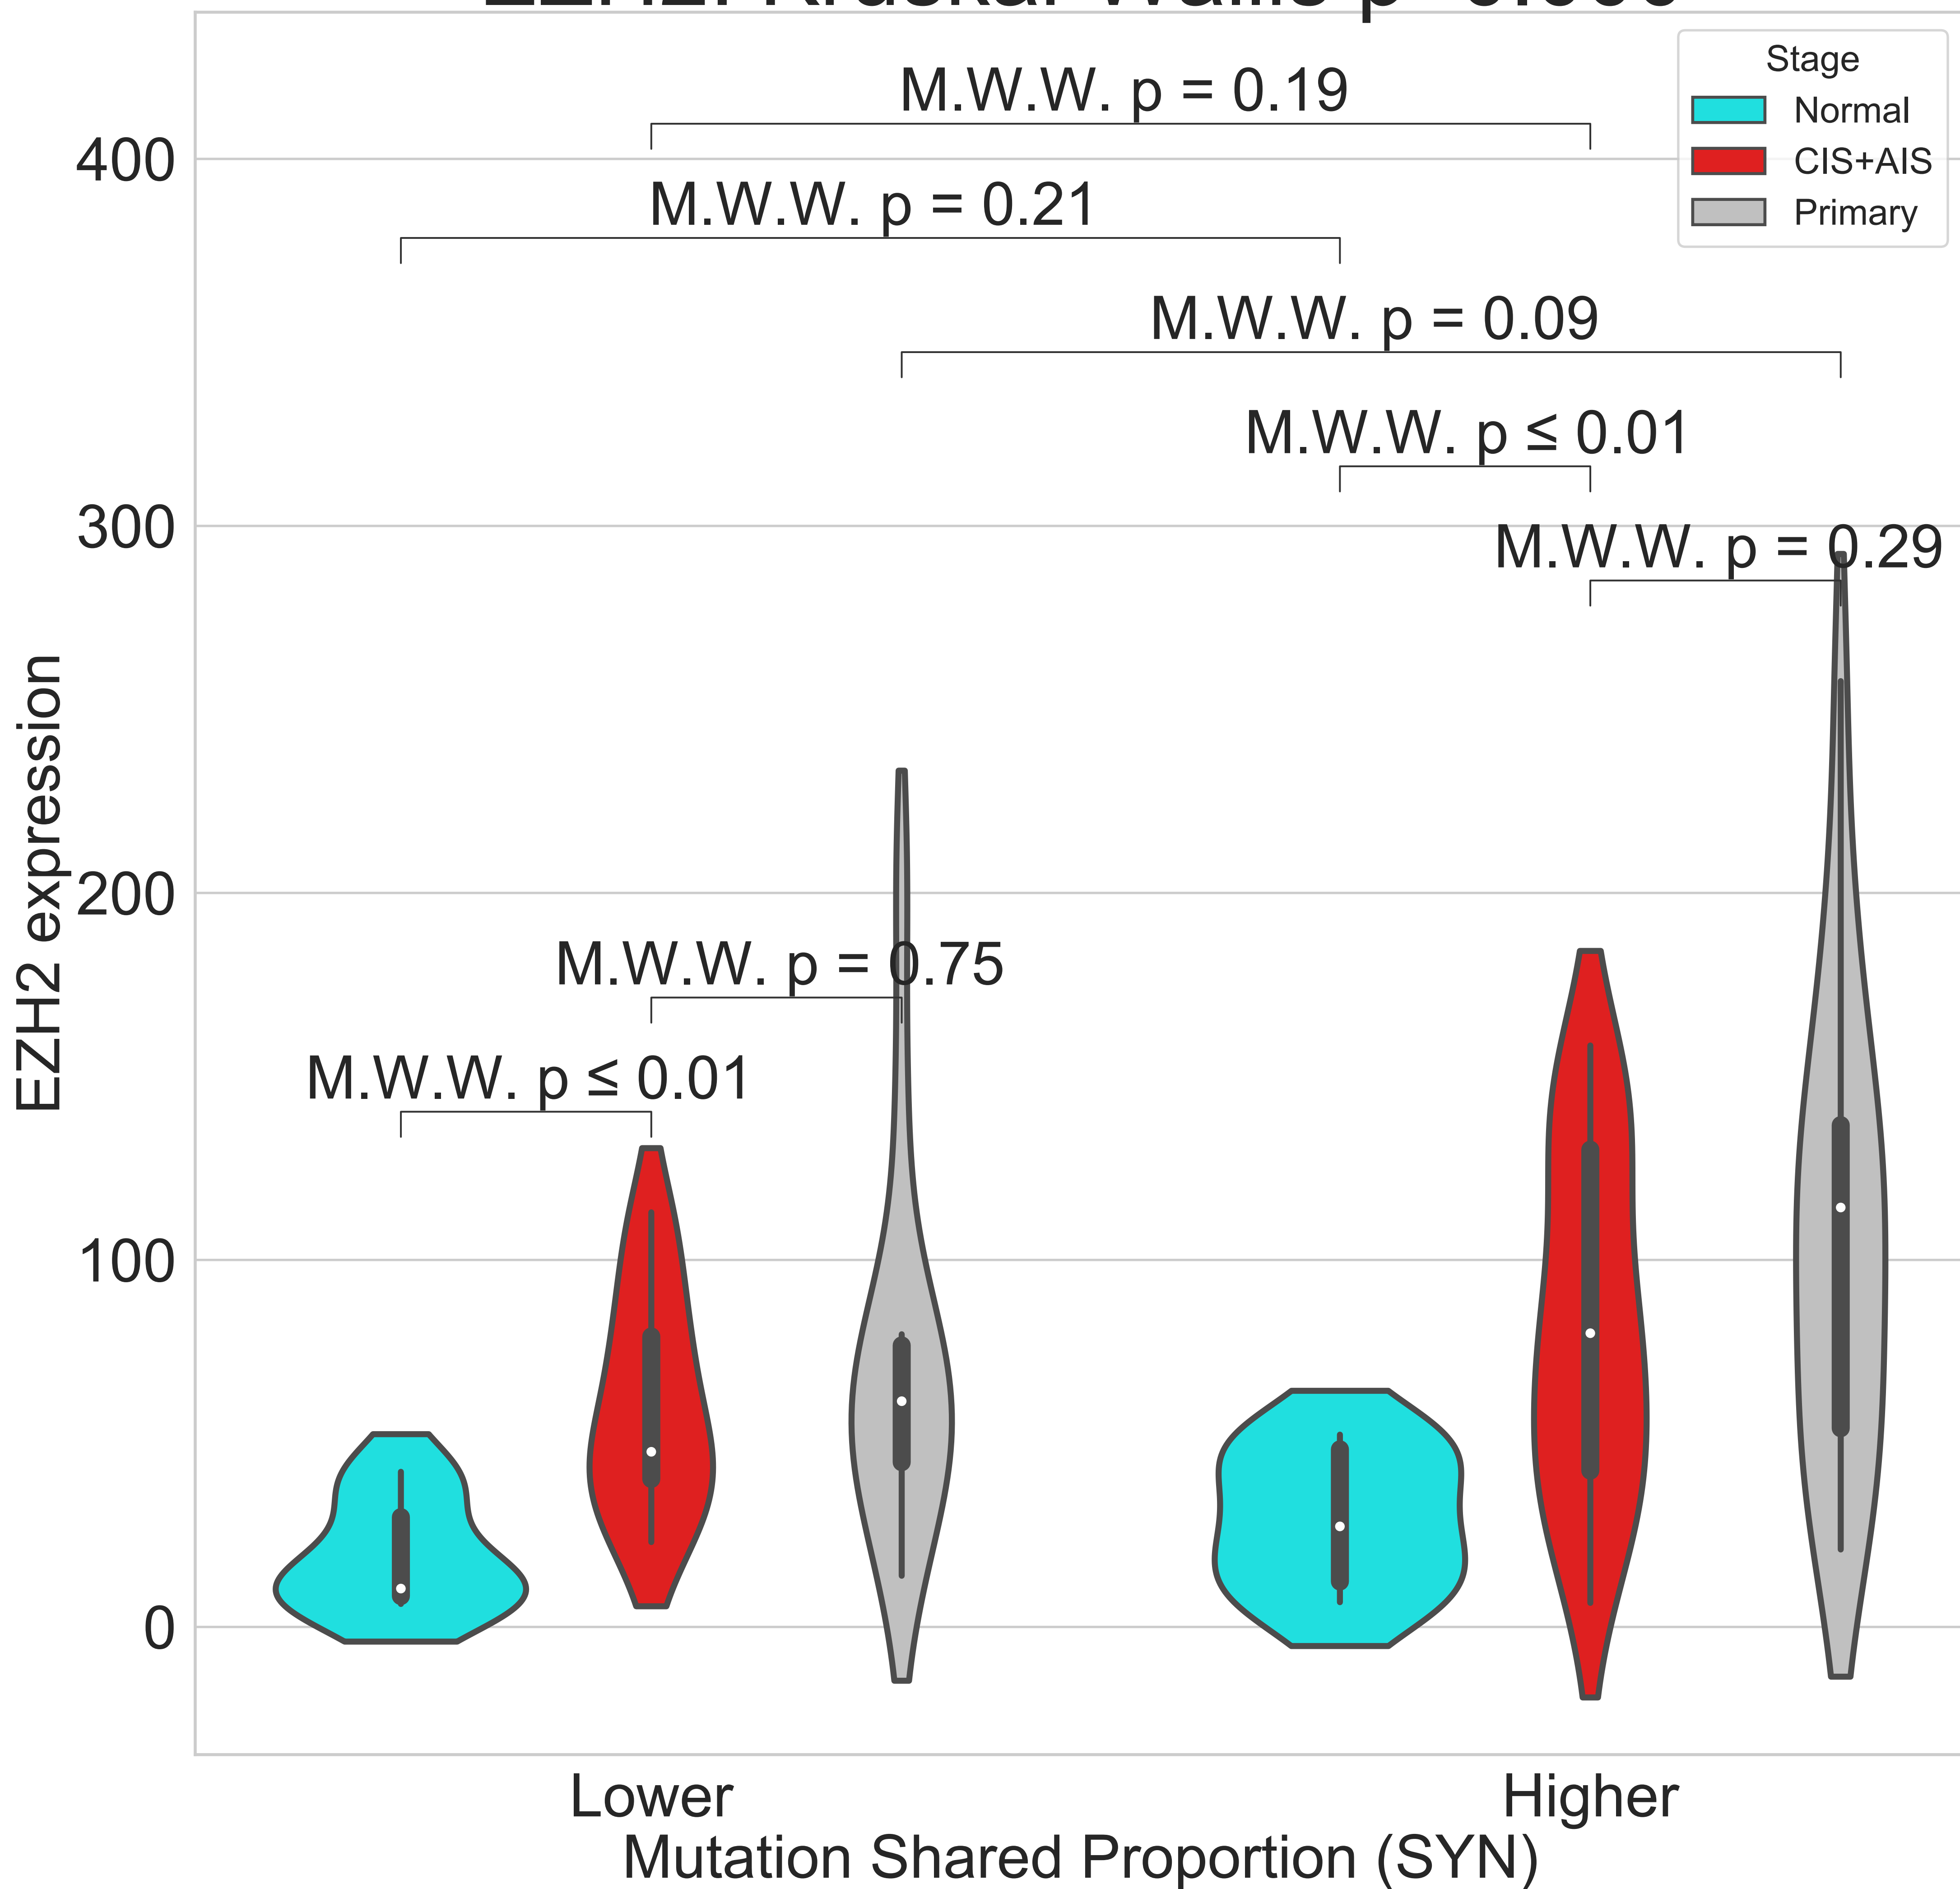 Stage
Normal
CIS+AIS
Primary
M.W.W. p = 0.19
M.W.W. p = 0.21
M.W.W. p = 0.09
M.W.W. p ≤ 0.01
M.W.W. p = 0.29
M.W.W. p = 0.75
M.W.W. p ≤ 0.01
400
300
200
100
0
EZH2 expression
Lower
Higher
Mutation Shared Proportion (SYN)